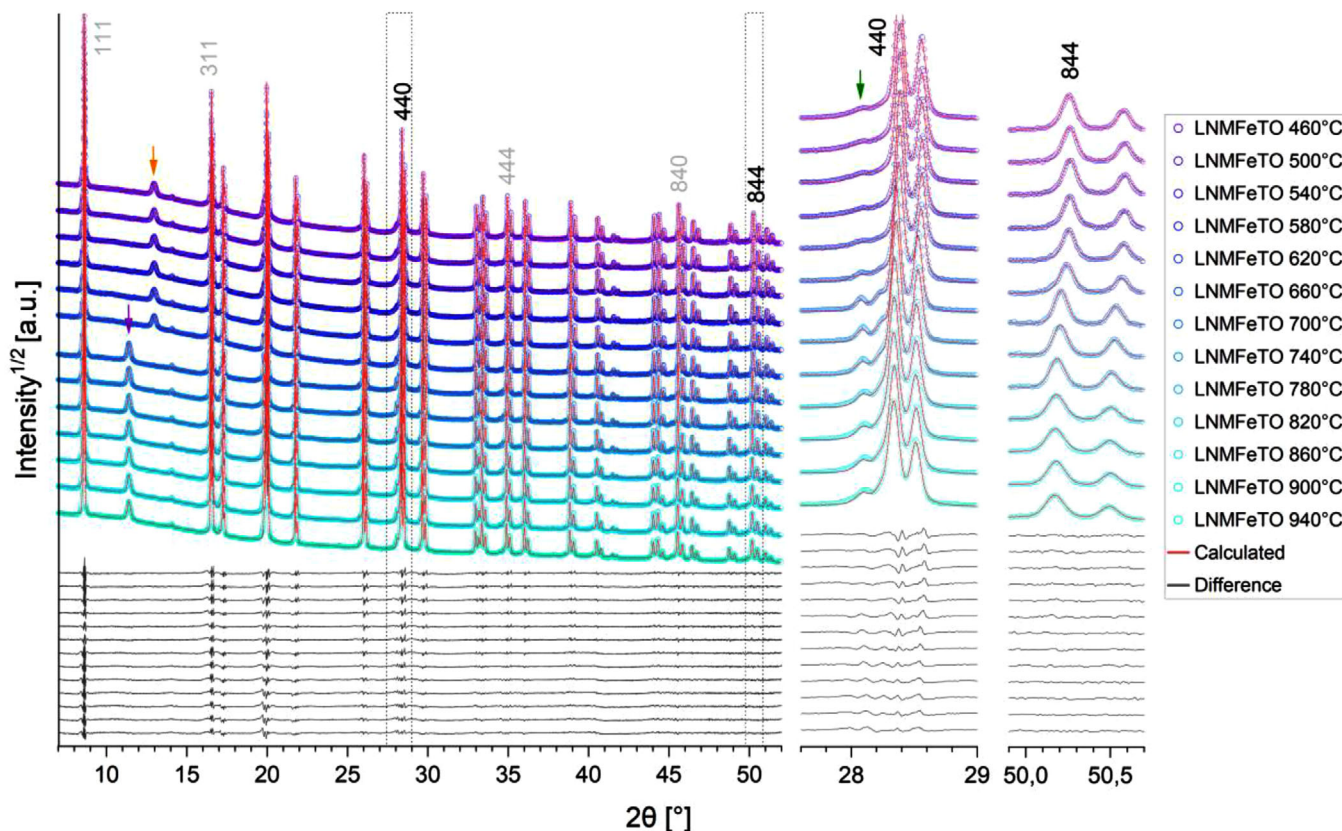 111
311
440
444
840
844
440
844
LNMFeTO 460°C
LNMFeTO 500°C
LNMFeTO 540°C
LNMFeTO 580°C
LNMFeTO 620°C
LNMFeTO 660°C
LNMFeTO 700°C
LNMFeTO 740°C
LNMFeTO 780°C
LNMFeTO 820°C
LNMFeTO 860°C
LNMFeTO 900°C
LNMFeTO 940°C
Calculated
Difference
Intensity1/2 [a.u.]
10 15 20 25 30 35 40 45 50 28 29 50,0 50,5
2θ [°]